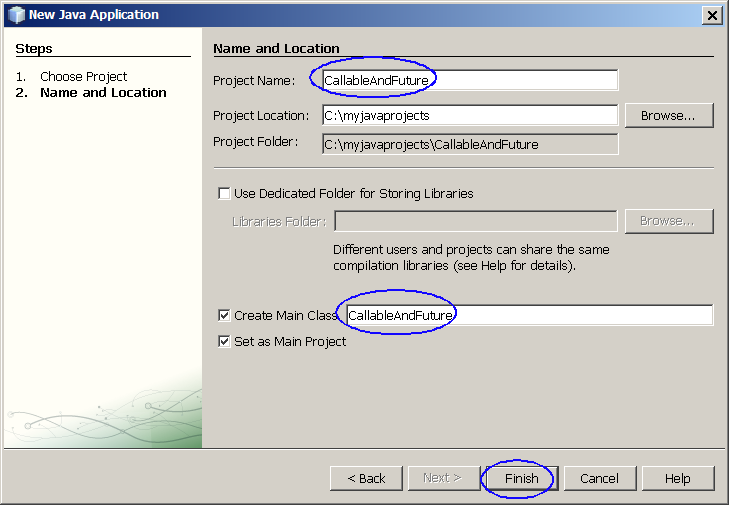 New Java Application
Steps
1. Choose Project
2. Name and Location
Name and Location
Project Name: CallableAndFuture
Project Location: C:\myjavaprojects Browse...
Project Folder: C:\myjavaprojects\CallableAndFuture
Use Dedicated Folder for Storing Libraries
Libraries Folder: Browse...
Different users and projects can share the same
compilation libraries (see Help for details).
Create Main Class CallableAndFuture
Set as Main Project
< Back Next > Finish Cancel Help